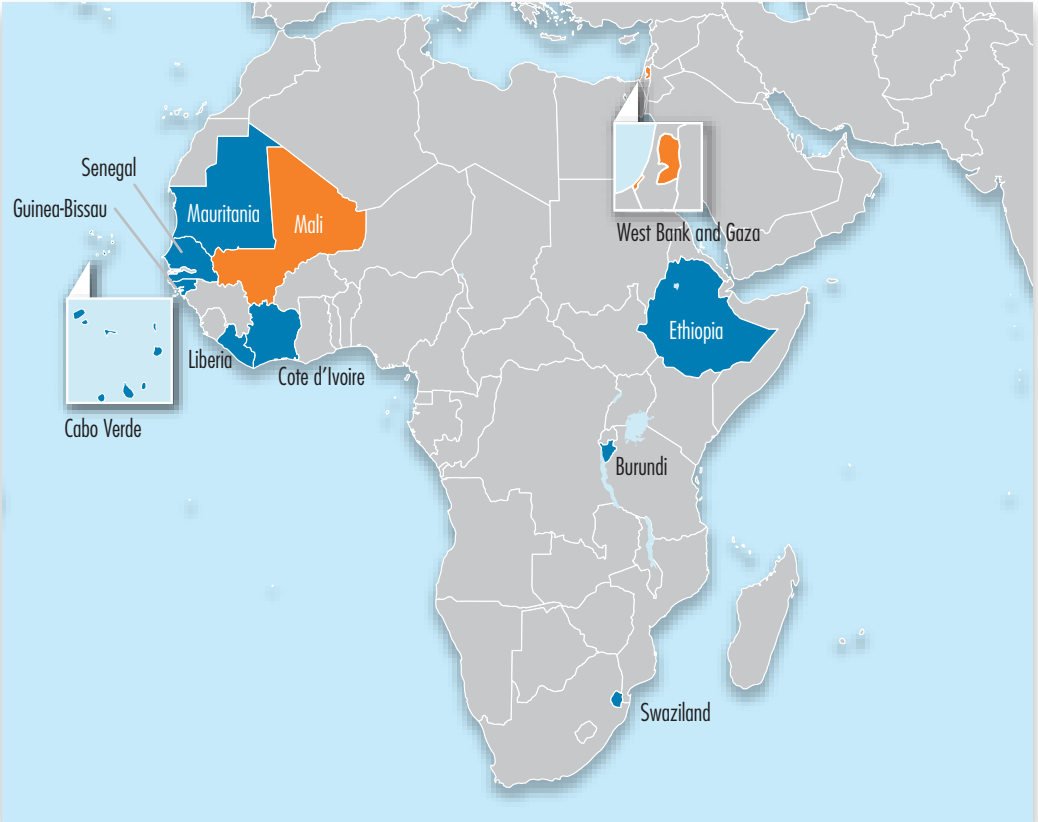 Senegal
Guinea-Bissau
Mauritania
Mali
West Bank and Gaza
Ethiopia
Liberia
Cote d'Ivoire
Cabo Verde
Burundi
Swaziland